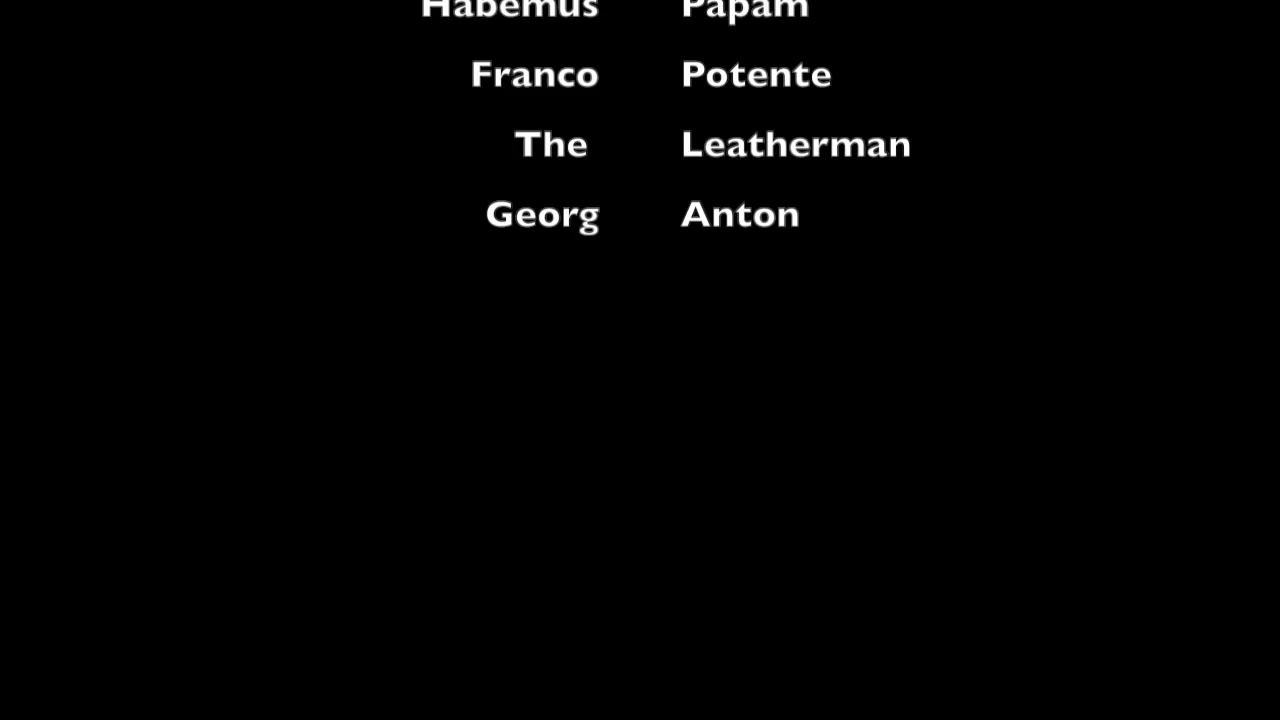 Habemus Papam
Franco Potente
The Leatherman
Georg Anton